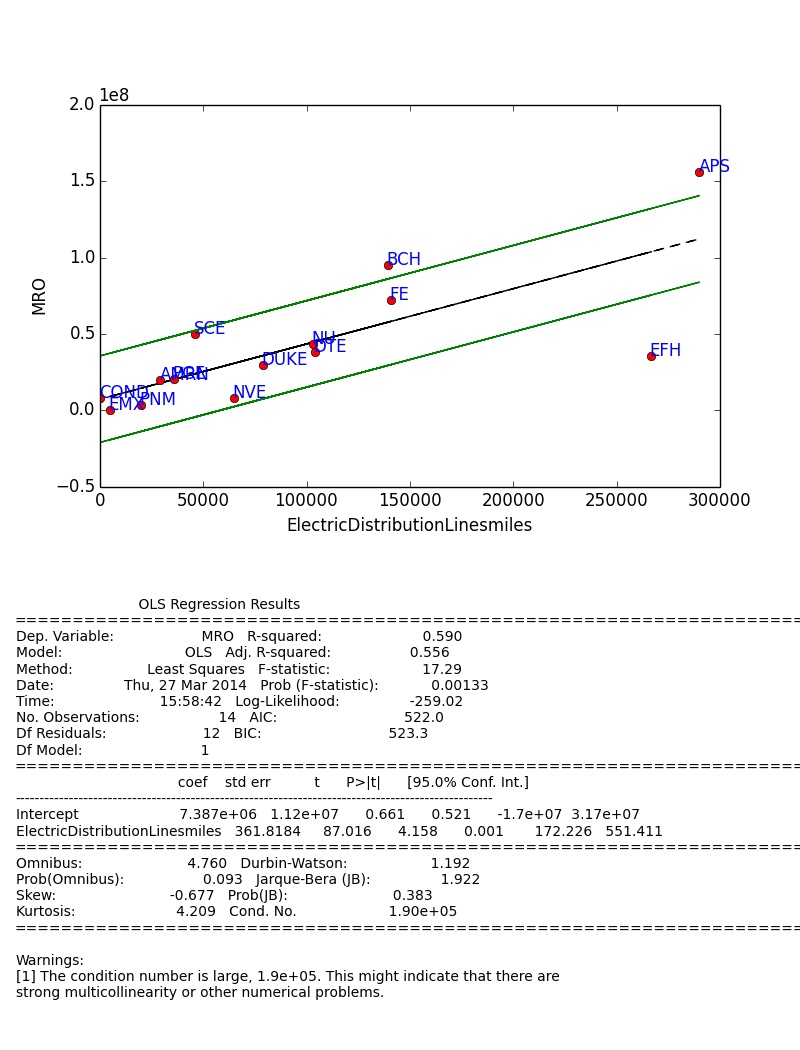 1e8
2.0
1.5
1.0
0.5
0.0
−0.5
MRO
APS
BCH
FE
SCE
NU
DTE
EFH
DUKE
COND
EMX
PNM
NVE
0 50000 100000 150000 200000 250000 300000
ElectricDistributionLinesmiles
OLS Regression Results
Dep. Variable: MRO R-squared: 0.590
Model: OLS Adj. R-squared: 0.556
Method: Least Squares F-statistic: 17.29
Date: Thu, 27 Mar 2014 Prob (F-statistic): 0.00133
Time: 15:58:42 Log-Likelihood: -259.02
No. Observations: 14 AIC: 522.0
Df Residuals: 12 BIC: 523.3
Df Model: 1
coef std err t P>|t| [95.0% Conf. Int.]
Intercept 7.387e+06 1.12e+07 0.661 0.521 -1.7e+07 3.17e+07
ElectricDistributionLinesmiles 361.8184 87.016 4.158 0.001 172.226 551.411
Omnibus: 4.760 Durbin-Watson: 1.192
Prob(Omnibus): 0.093 Jarque-Bera (JB): 1.922
Skew: -0.677 Prob(JB): 0.383
Kurtosis: 4.209 Cond. No. 1.90e+05
Warnings:
[1] The condition number is large, 1.9e+05. This might indicate that there are
strong multicollinearity or other numerical problems.